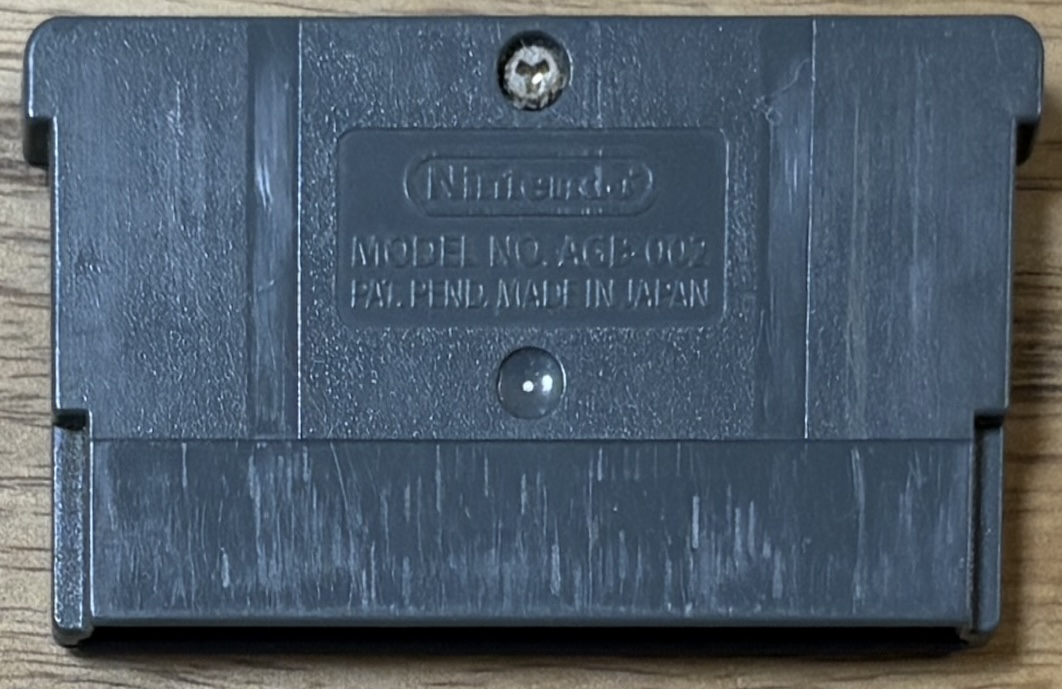 Nintendo
MODEL NO. AGB-002
PAT. PEND. MADE IN JAPAN